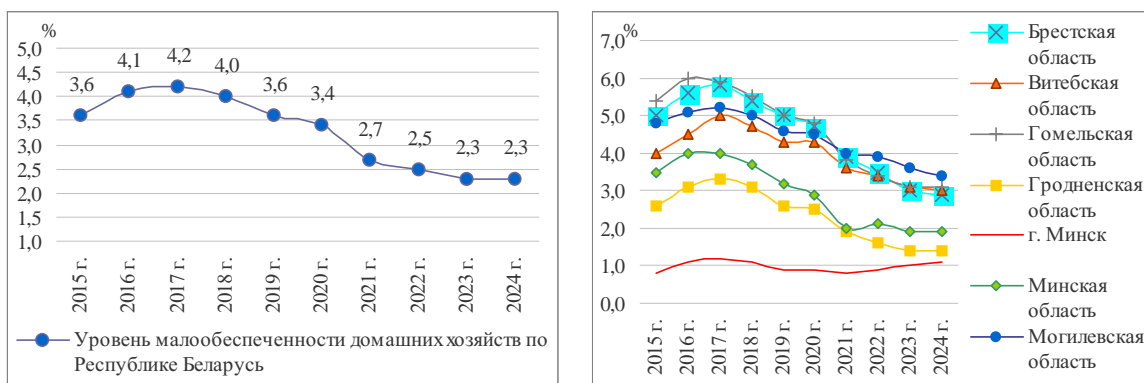 %
5,0
4,5
4,0
3,5
3,0
2,5
2,0
1,5
1,0
3,6
4,1
4,2
4,0
3,6
3,4
2,7
2,5
2,3
2,3
2015 г.
2016 г.
2017 г.
2018 г.
2019 г.
2020 г.
2021 г.
2022 г.
2023 г.
2024 г.
Уровень малообеспеченности домашних хозяйств по
Республике Беларусь
%
7,0
6,0
5,0
4,0
3,0
2,0
1,0
0,0
2015 г.
2016 г.
2017 г.
2018 г.
2019 г.
2020 г.
2021 г.
2022 г.
2023 г.
2024 г.
Брестская
область
Витебская
область
Гомельская
область
Гродненская
область
г. Минск
Минская
область
Могилевская
область